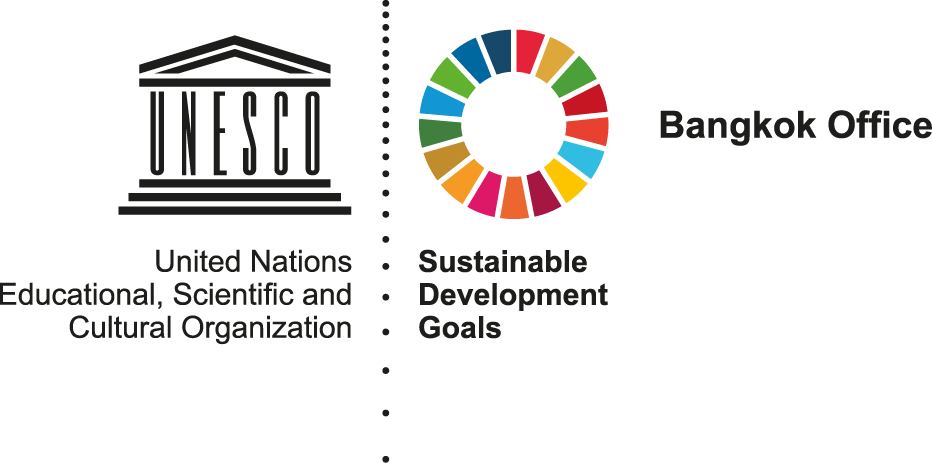 UNESCO
United Nations
Educational, Scientific and
Cultural Organization
Sustainable
Development
Goals
Bangkok Office